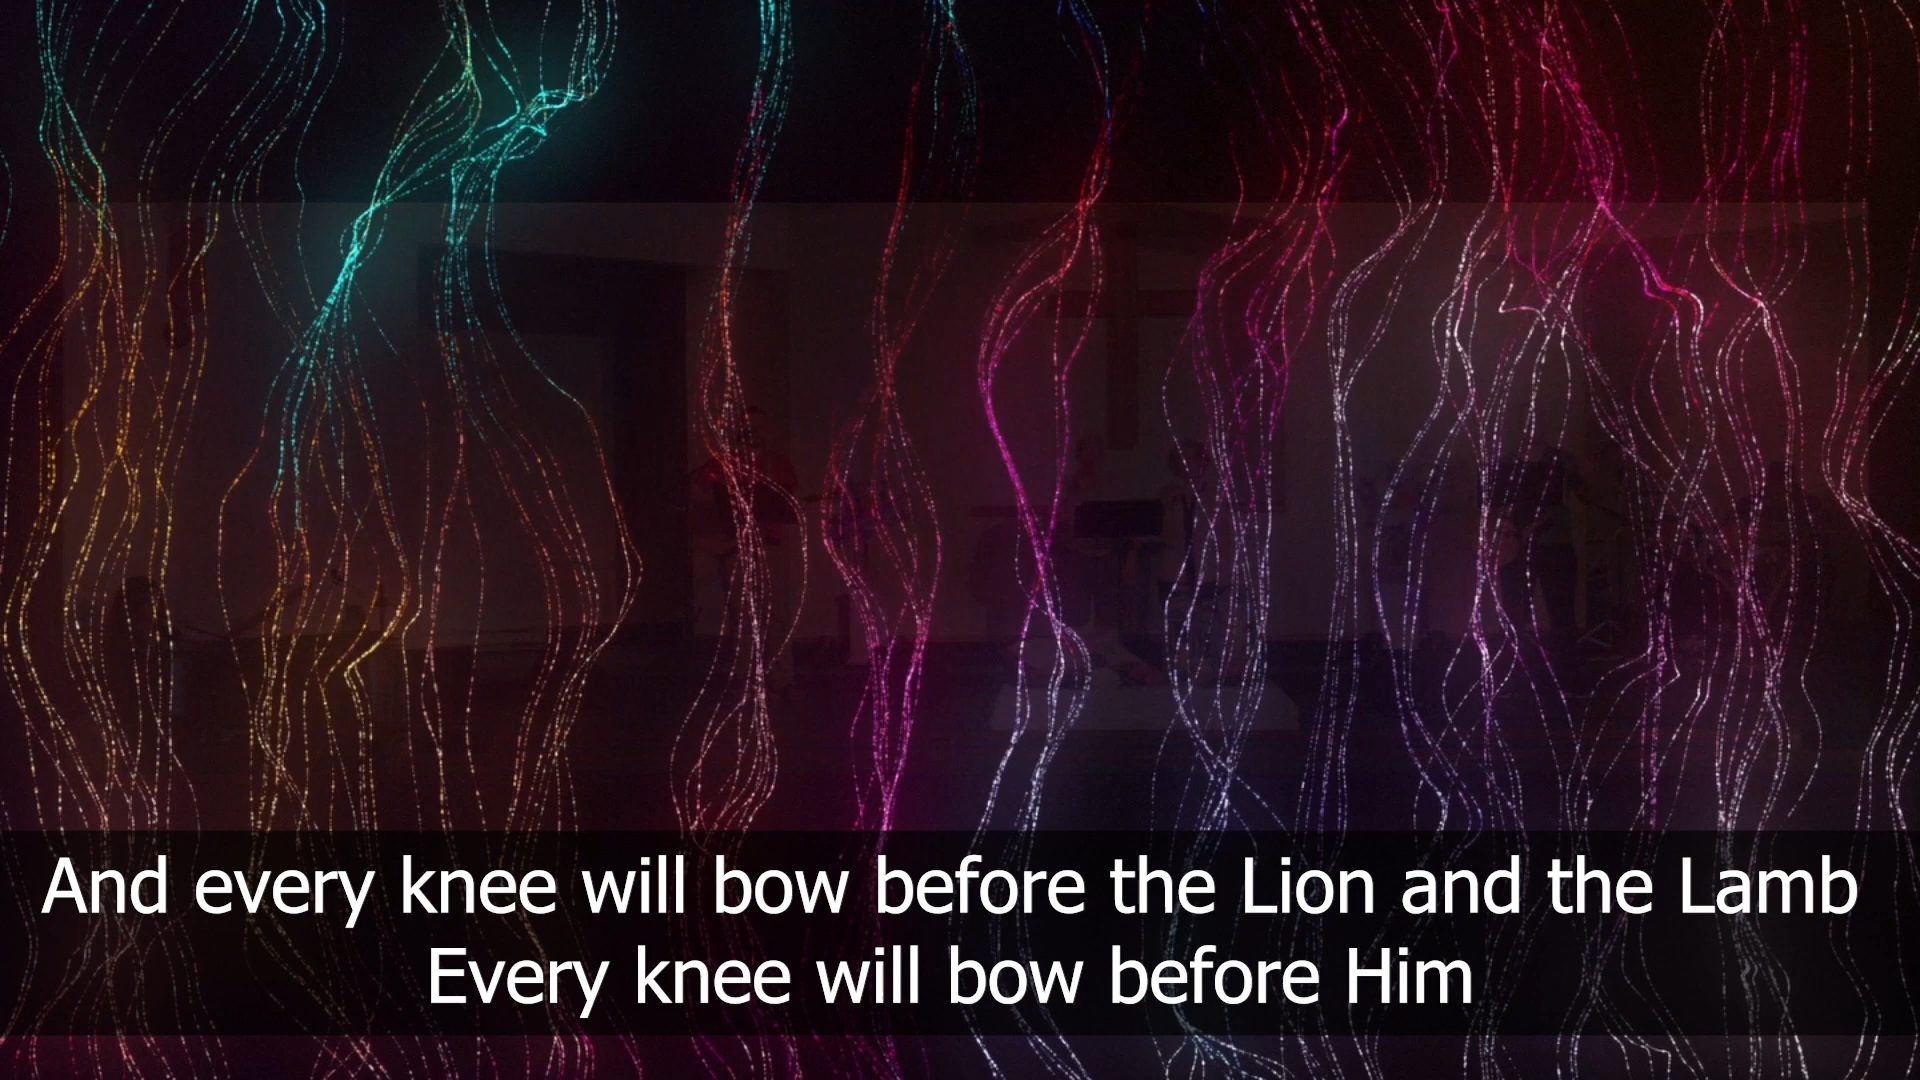 And every knee will bow before the Lion and the Lamb
Every knee will bow before Him